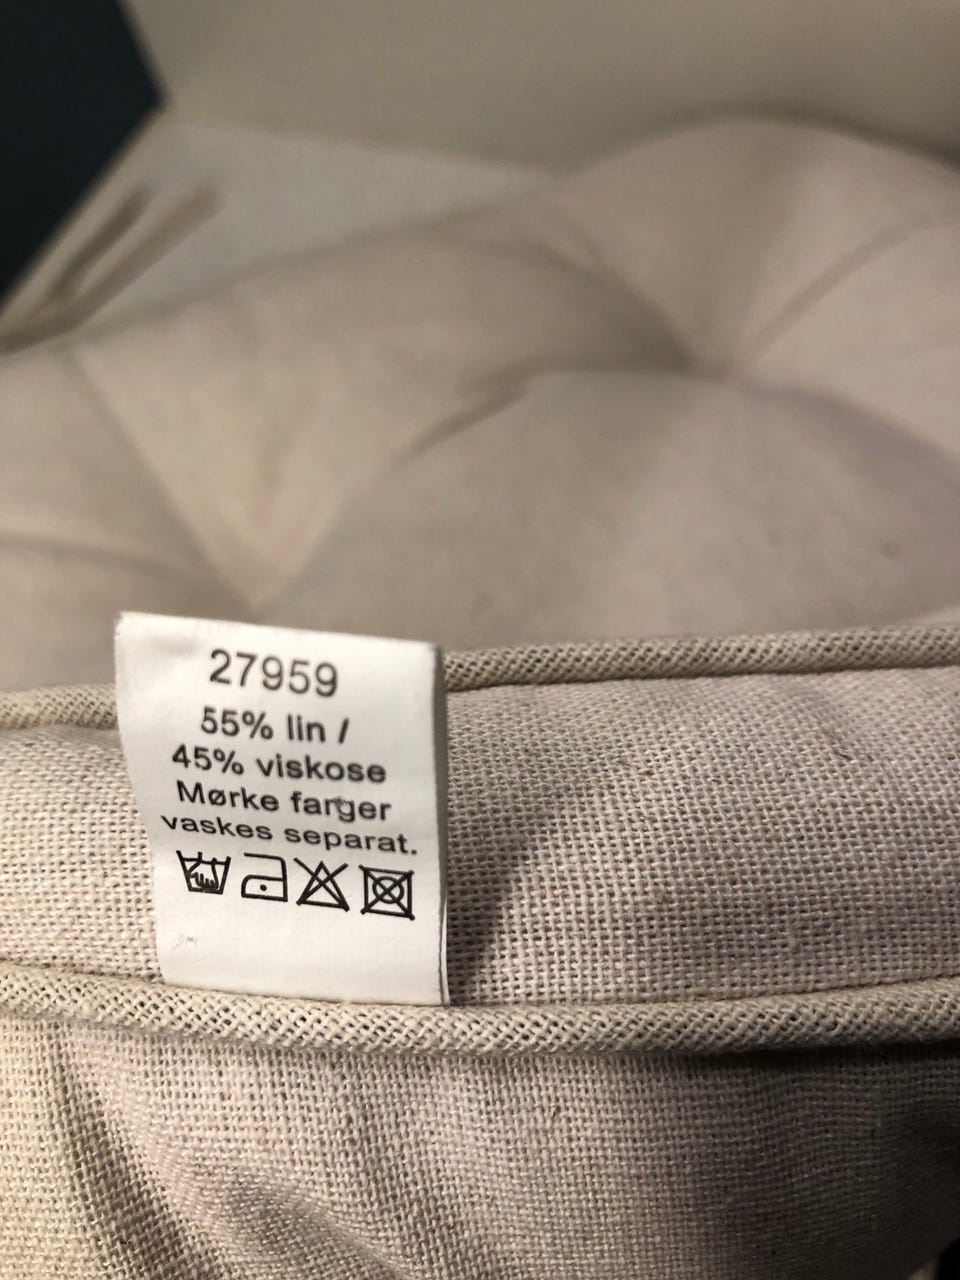 27959
55% lin /
45% viskose
Mørke farger
vaskes separat.